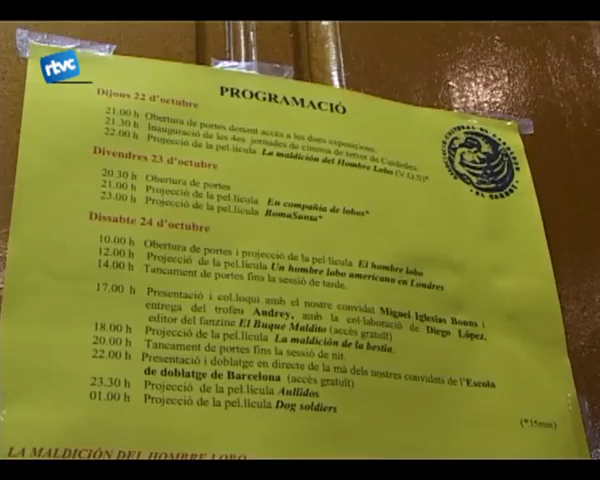 rtvc
PROGRAMACIÓ
Dijous 22 d'octubre
21.00 h Obertura de portes donant accés a les dues exposicions.
21.30 h Inauguració de les 4es. jornades de cinema de terror de Cardedeu.
22.00 h Projecció de la pel.lícula La maldición del Hombre Lobo (V.O.S)*
Divendres 23 d'octubre
20.30 h Obertura de portes
21.00 h Projecció de la pel.lícula En compañia de lobos*
23.00 h Projecció de la pel.lícula RomaSanta*
Dissabte 24 d'octubre
10.00 h Obertura de portes i projecció de la pel.lícula El hombre lobo
12.00 h Projecció de la pel.lícula Un hombre lobo americano en Londres
14.00 h Tancament de portes fins la sessió de tarde.
17.00 h Presentació i col.loqui amb el nostre convidat Miguel Iglesias Bonns i
entrega del trofeu Audrey, amb la col·laboració de Diego López,
editor del fanzine El Buque Maldito (accés gratuït)
18.00 h Projecció de la pel.lícula La maldición de la bestia.
20.00 h Tancament de portes fins la sessió de nit.
22.00 h Presentació i doblatge en directe de la mà dels nostres convidats de l'Escola
de doblatge de Barcelona (accés gratuït)
23.30 h Projecció de la pel.lícula Aullidos
01.00 h Projecció de la pel.lícula Dog soldiers
(*35mm)
LA MALDICIÓN DEL HOMBRE LOBO